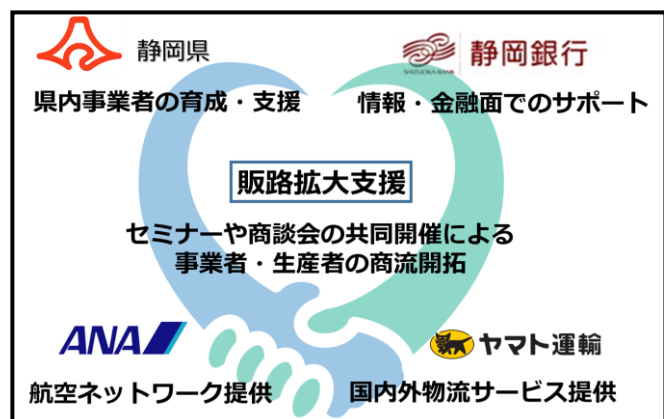 静岡県
静岡銀行
SHIZUOKA BANK
県内事業者の育成・支援
情報・金融面でのサポート
販路拡大支援
セミナーや商談会の共同開催による
事業者・生産者の商流開拓
ANA
ヤマト運輸
航空ネットワーク提供
国内外物流サービス提供